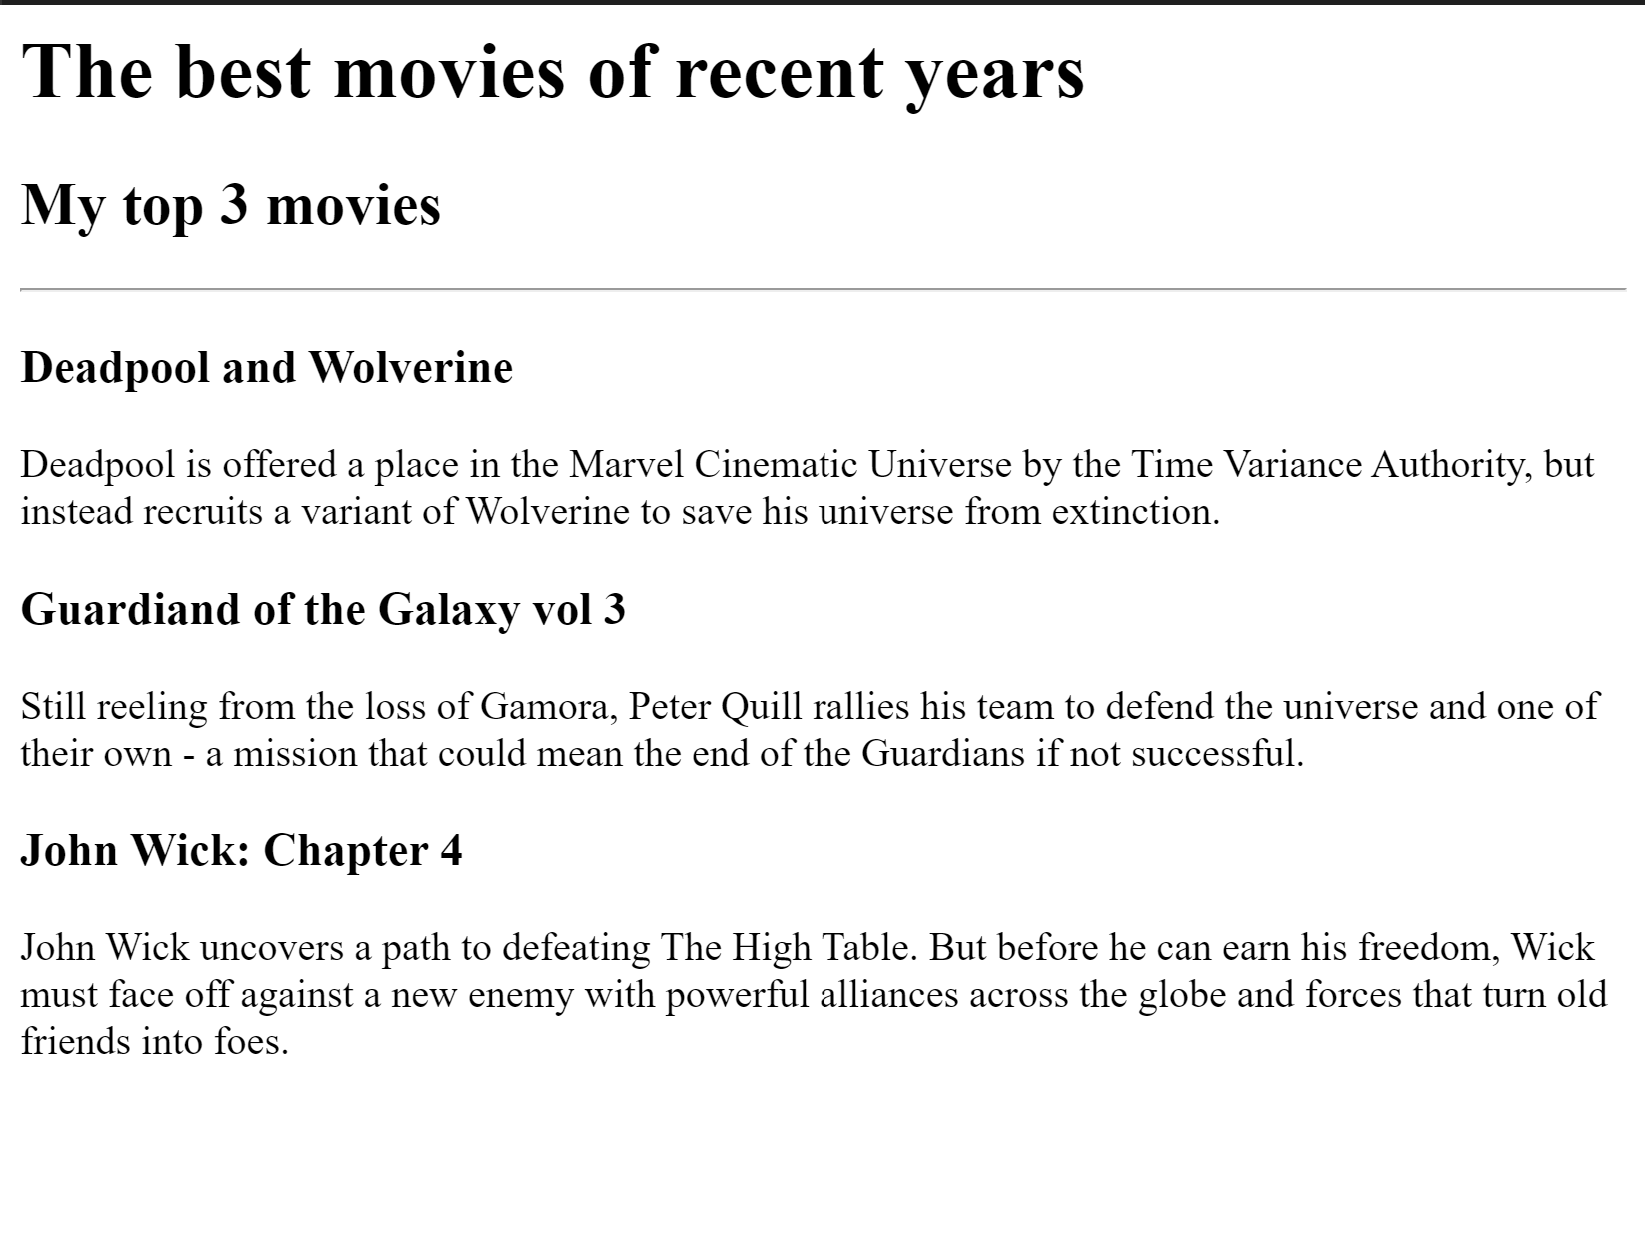 The best movies of recent years
My top 3 movies
Deadpool and Wolverine
Deadpool is offered a place in the Marvel Cinematic Universe by the Time Variance Authority, but
instead recruits a variant of Wolverine to save his universe from extinction.
Guardiand of the Galaxy vol 3
Still reeling from the loss of Gamora, Peter Quill rallies his team to defend the universe and one of
their own - a mission that could mean the end of the Guardians if not successful.
John Wick: Chapter 4
John Wick uncovers a path to defeating The High Table. But before he can earn his freedom, Wick
must face off against a new enemy with powerful alliances across the globe and forces that turn old
friends into foes.